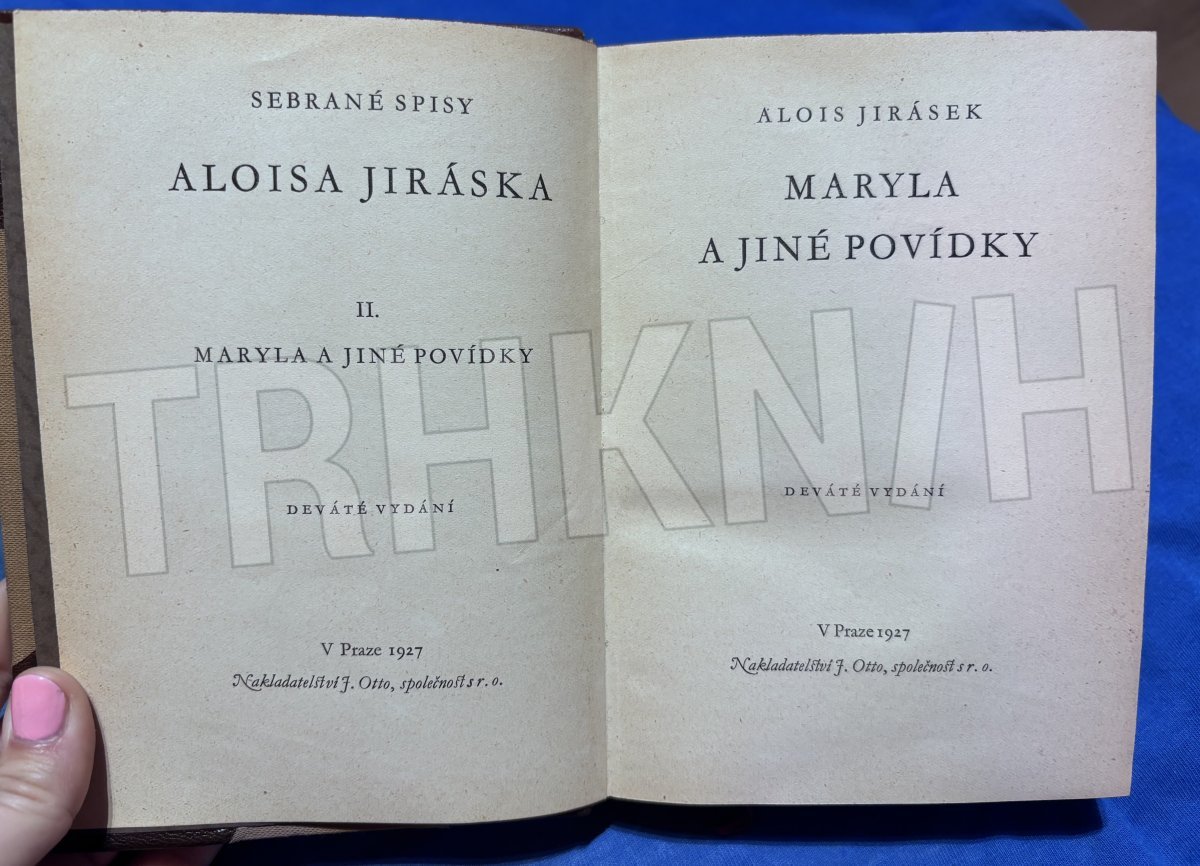 SEBRANÉ SPISY
ALOISA JIRÁSKA
II.
MARYLA A JINÉ POVÍDKY
DEVÁTÉ VYDÁNÍ
V Praze 1927
Nakladatelství J. Otto, společnost s r. o.
ALOIS JIRÁSEK
MARYLA
A JINÉ POVÍDKY
DEVÁTÉ VYDÁNÍ
V Praze 1927
Nakladatelství J. Otto, společnost s r. o.
TRHKNIH